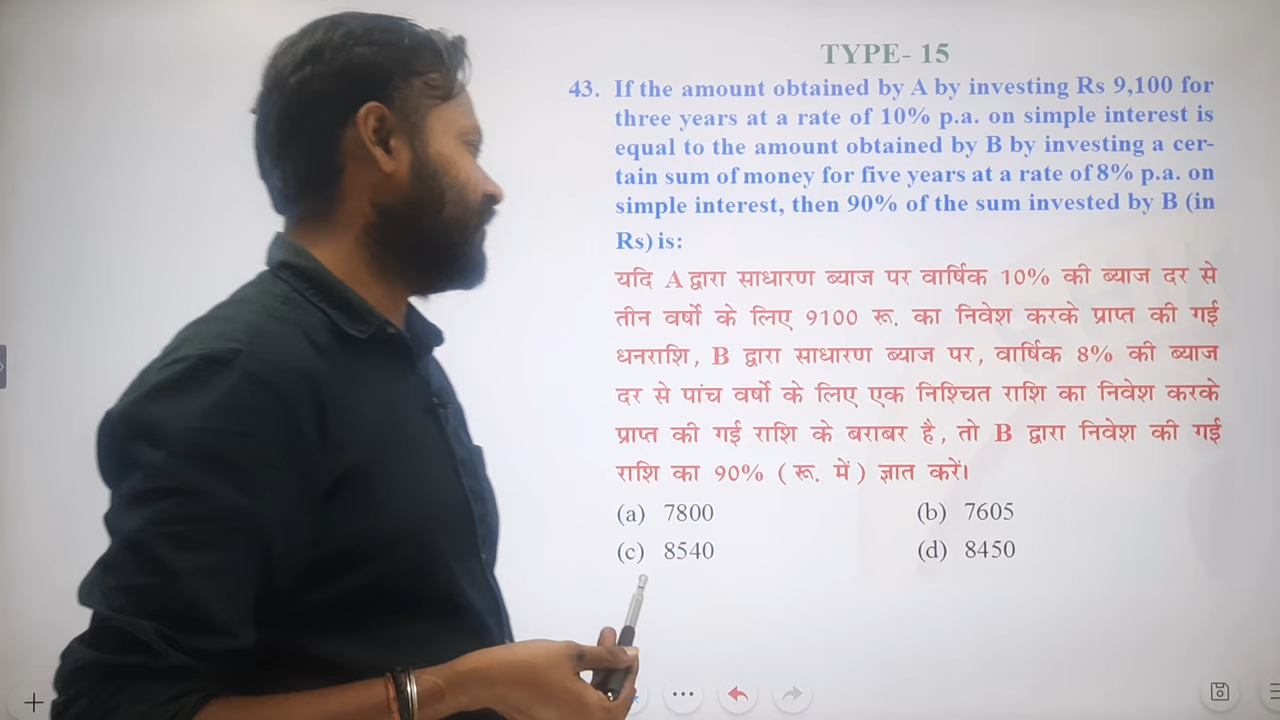 TYPE- 15
43. If the amount obtained by A by investing Rs 9,100 for
three years at a rate of 10% p.a. on simple interest is
equal to the amount obtained by B by investing a cer-
tain sum of money for five years at a rate of 8% p.a. on
simple interest, then 90% of the sum invested by B (in
Rs) is:
यदि A द्वारा साधारण ब्याज पर वार्षिक 10% की ब्याज दर से
तीन वर्षो के लिए 9100 रू. का निवेश करके प्राप्त की गई
धनराशि, B द्वारा साधारण ब्याज पर, वार्षिक 8% की ब्याज
दर से पांच वर्षो के लिए एक निश्चित राशि का निवेश करके
प्राप्त की गई राशि के बराबर है, तो B द्वारा निवेश की गई
राशि का 90% ( रू. में ) ज्ञात करें।
(a) 7800 (b) 7605
(c) 8540 (d) 8450